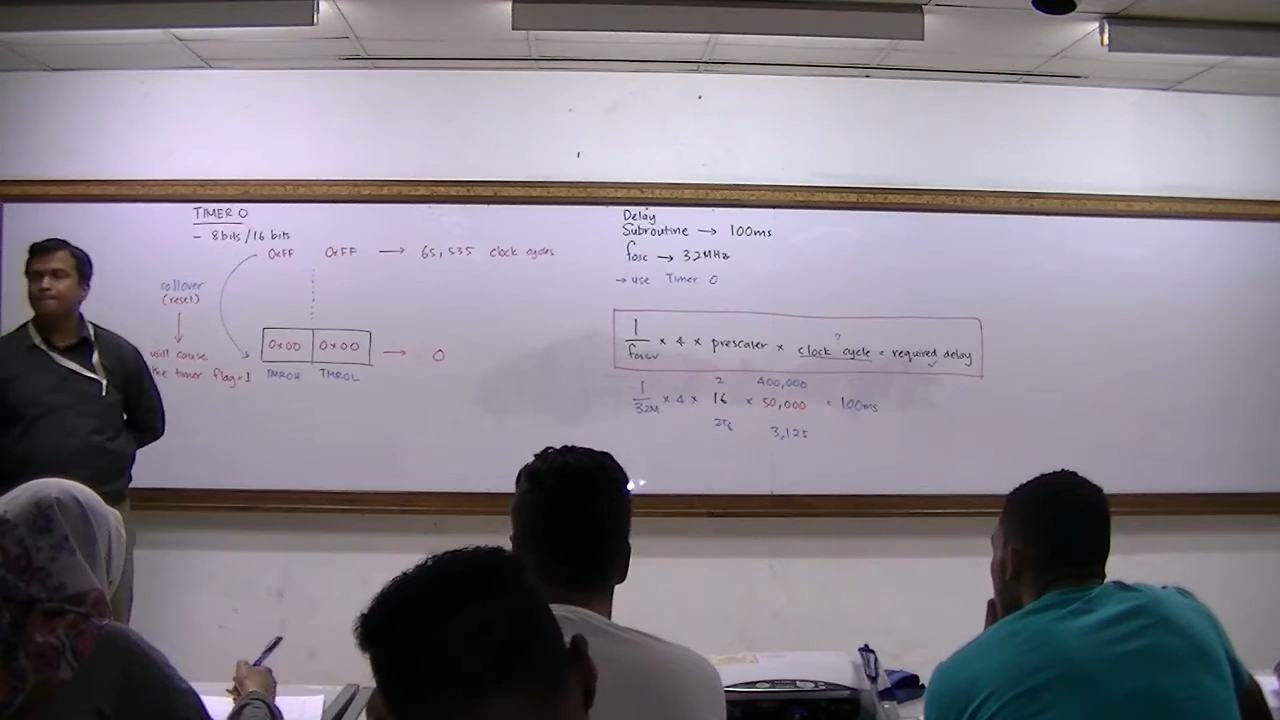 TIMER 0
- 8bits/16 bits
0xFF 0xFF → 65,535 clock cycles
rollover
(reset)
will cause
the timer flag=1
0x00 0x00 → 0
TMR0H TMR0L
Delay
Subroutine → 100ms
fosc → 32MHz
→ use Timer 0
1/fosc × 4 × prescaler × clock cycle = required delay
?
2 400,000
1/32M × 4 × 16 × 50,000 = 100ms
256 3,125